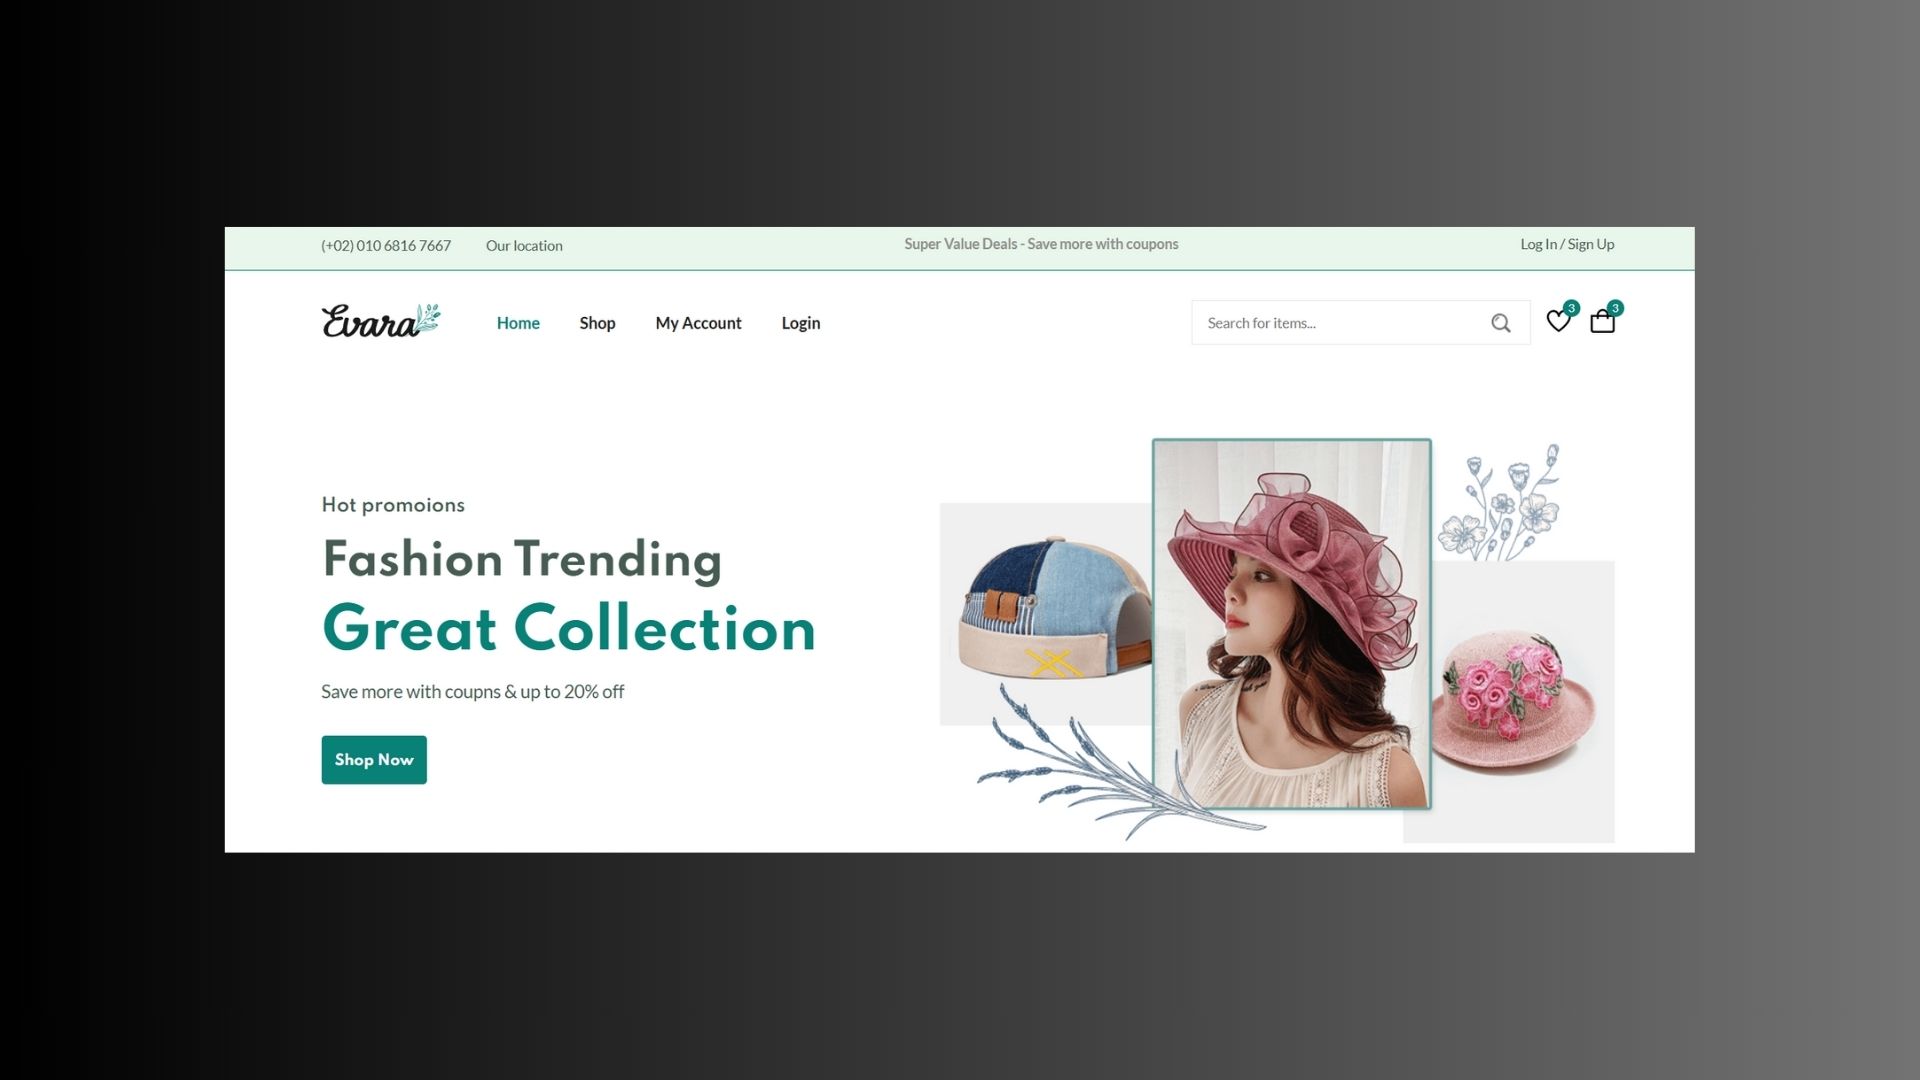 (+02) 010 6816 7667 Our location Super Value Deals - Save more with coupons Log In / Sign Up
Evara Home Shop My Account Login Search for items... 3 3
Hot promoions
Fashion Trending
Great Collection
Save more with coupns & up to 20% off
Shop Now